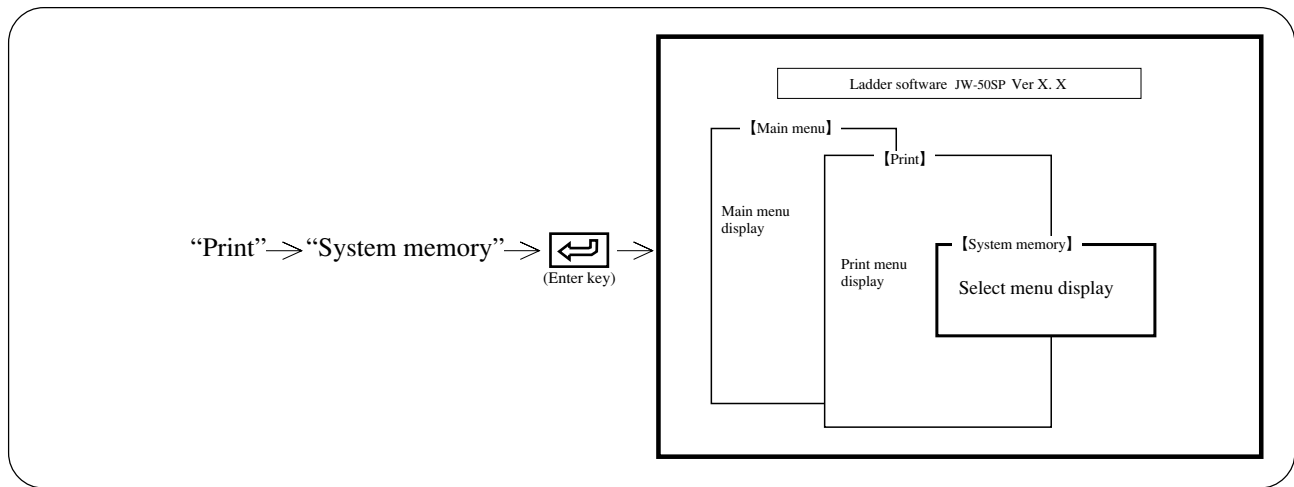 Ladder software JW-50SP Ver X. X
【Main menu】
【Print】
Main menu
display
“Print” “System memory”
(Enter key)
【System memory】
Print menu
display
Select menu display